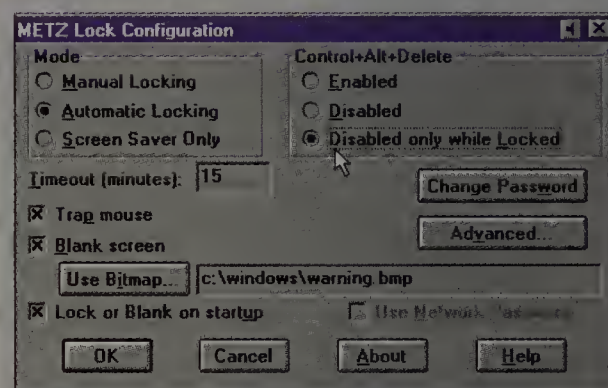 METZ Lock Configuration
Mode
Manual Locking
Automatic Locking
Screen Saver Only
Control+Alt+Delete
Enabled
Disabled
Disabled only while Locked
Timeout (minutes): 15
Change Password
Trap mouse
Blank screen
Advanced...
Use Bitmap... c:\windows\warning.bmp
Lock or Blank on startup
Use Network
OK Cancel About Help